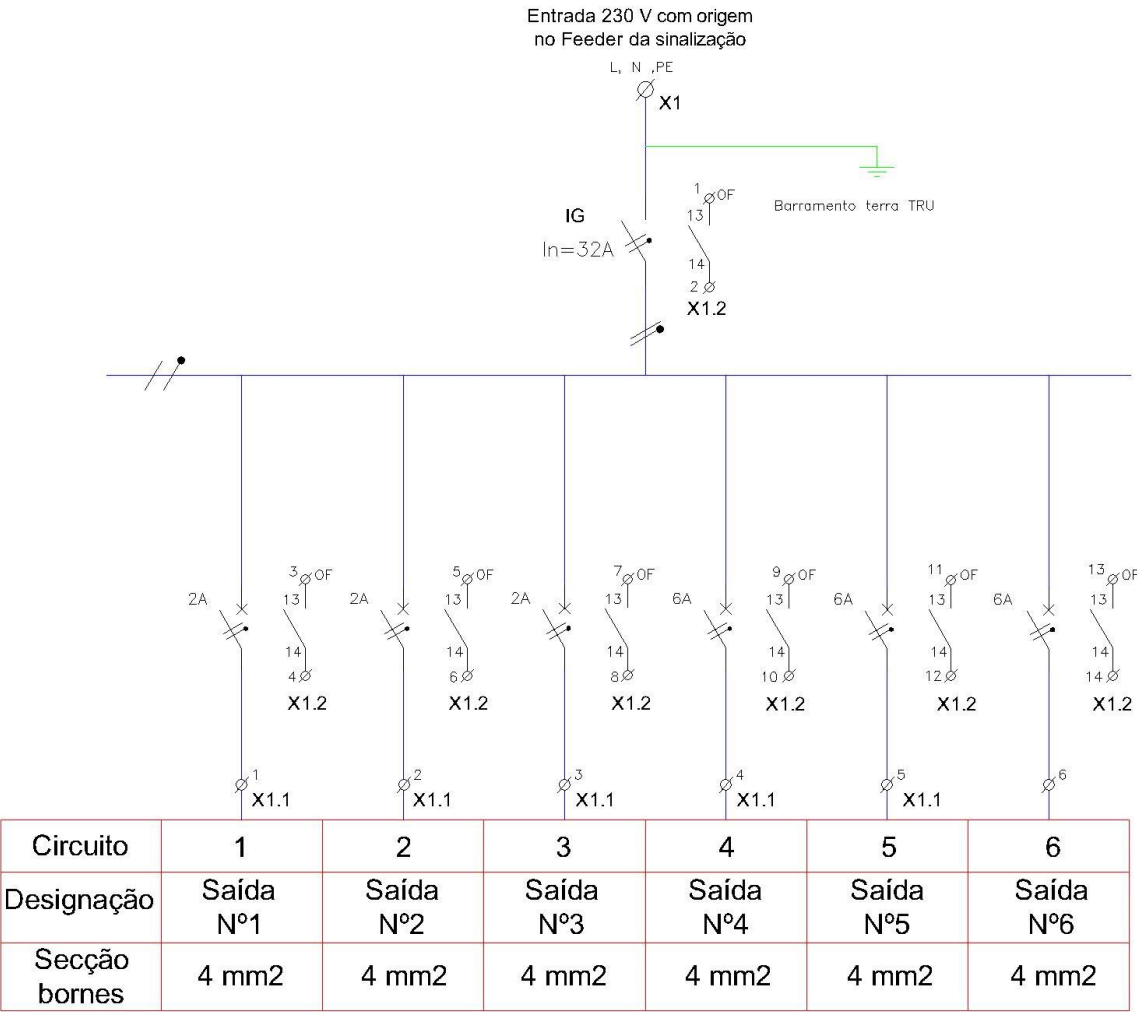 Entrada 230 V com origem
no Feeder da sinalização
L, N ,PE
X1
IG
In=32A
1 OF
13
14
2
X1.2
Barramento terra TRU
2A
3 OF
13
14
4
X1.2
1
X1.1
2A
5 OF
13
14
6
X1.2
2
X1.1
2A
7 OF
13
14
8
X1.2
3
X1.1
6A
9 OF
13
14
10
X1.2
4
X1.1
6A
11 OF
13
14
12
X1.2
5
X1.1
6A
13 OF
13
14
14
X1.2
6
Circuito 1 2 3 4 5 6
Designação Saída Nº1 Saída Nº2 Saída Nº3 Saída Nº4 Saída Nº5 Saída Nº6
Secção bornes 4 mm2 4 mm2 4 mm2 4 mm2 4 mm2 4 mm2